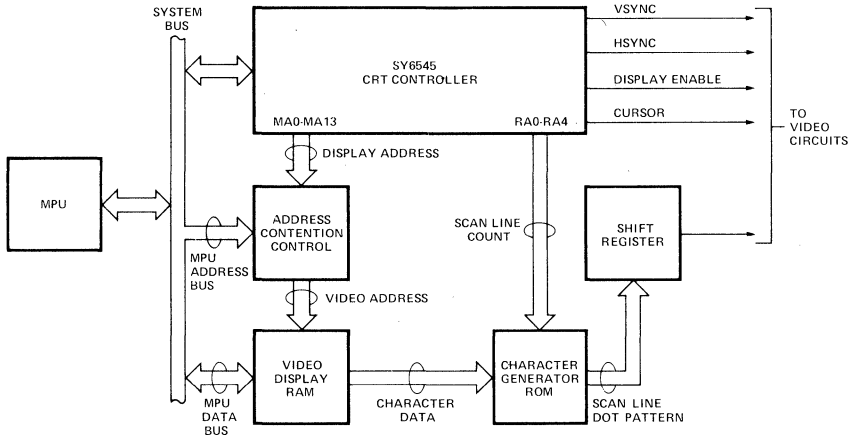 SYSTEM
BUS
VSYNC
HSYNC
SY6545
CRT CONTROLLER
DISPLAY ENABLE
CURSOR
MA0-MA13
RA0-RA4
TO
VIDEO
CIRCUITS
DISPLAY ADDRESS
MPU
ADDRESS
CONTENTION
CONTROL
SCAN LINE
COUNT
SHIFT
REGISTER
MPU
ADDRESS
BUS
VIDEO ADDRESS
VIDEO
DISPLAY
RAM
CHARACTER
GENERATOR
ROM
MPU
DATA
BUS
CHARACTER
DATA
SCAN LINE
DOT PATTERN